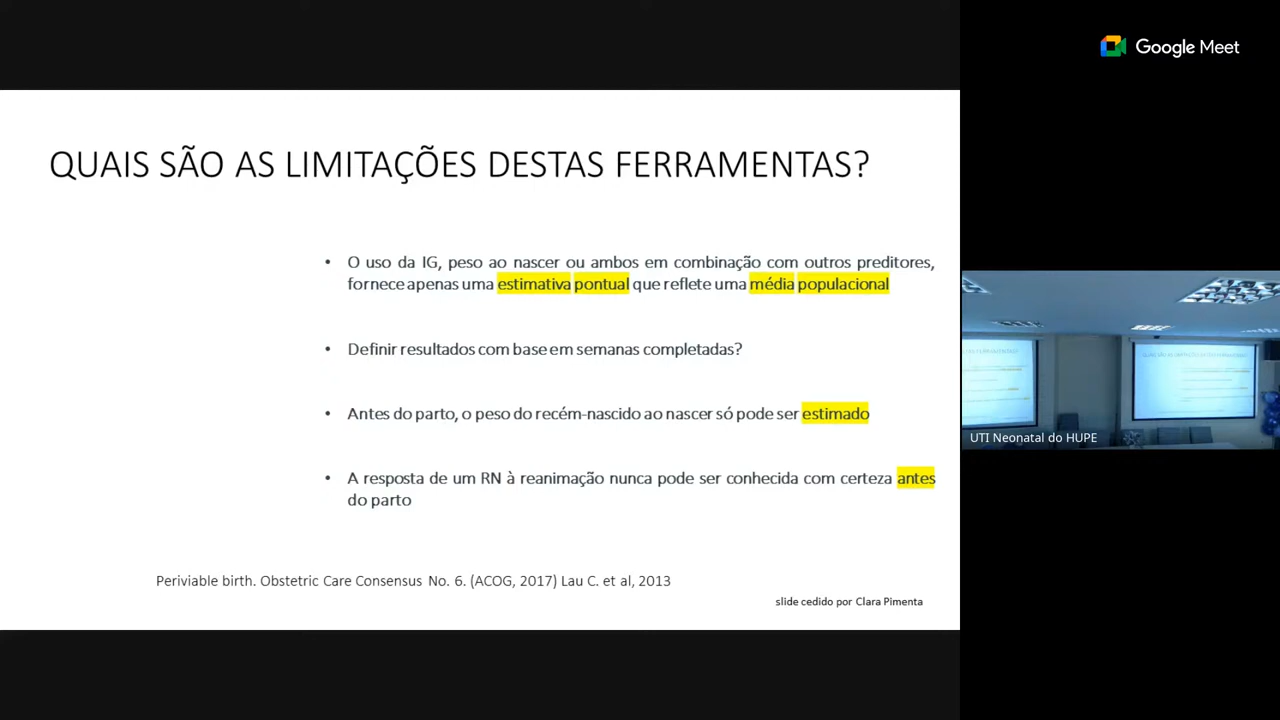 Google Meet
QUAIS SÃO AS LIMITAÇÕES DESTAS FERRAMENTAS?
• O uso da IG, peso ao nascer ou ambos em combinação com outros preditores,
fornece apenas uma estimativa pontual que reflete uma média populacional
• Definir resultados com base em semanas completadas?
• Antes do parto, o peso do recém-nascido ao nascer só pode ser estimado
• A resposta de um RN à reanimação nunca pode ser conhecida com certeza antes
do parto
Periviable birth. Obstetric Care Consensus No. 6. (ACOG, 2017) Lau C. et al, 2013
slide cedido por Clara Pimenta
UTI Neonatal do HUPE